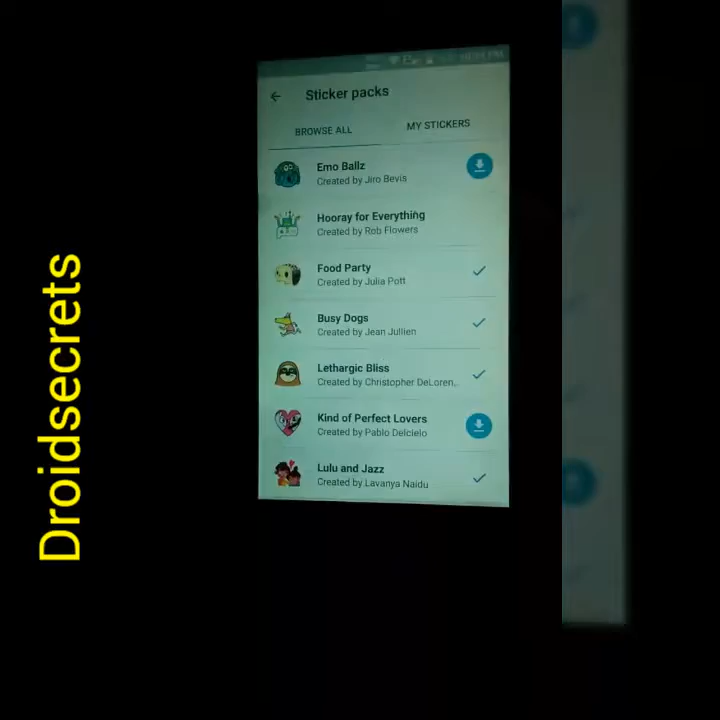 Droidsecrets
Sticker packs
BROWSE ALL
MY STICKERS
Emo Ballz
Created by Jiro Bevis
Hooray for Everything
Created by Rob Flowers
Food Party
Created by Julia Pott
Busy Dogs
Created by Jean Jullien
Lethargic Bliss
Created by Christopher DeLoren..
Kind of Perfect Lovers
Created by Pablo Delcielo
Lulu and Jazz
Created by Lavanya Naidu